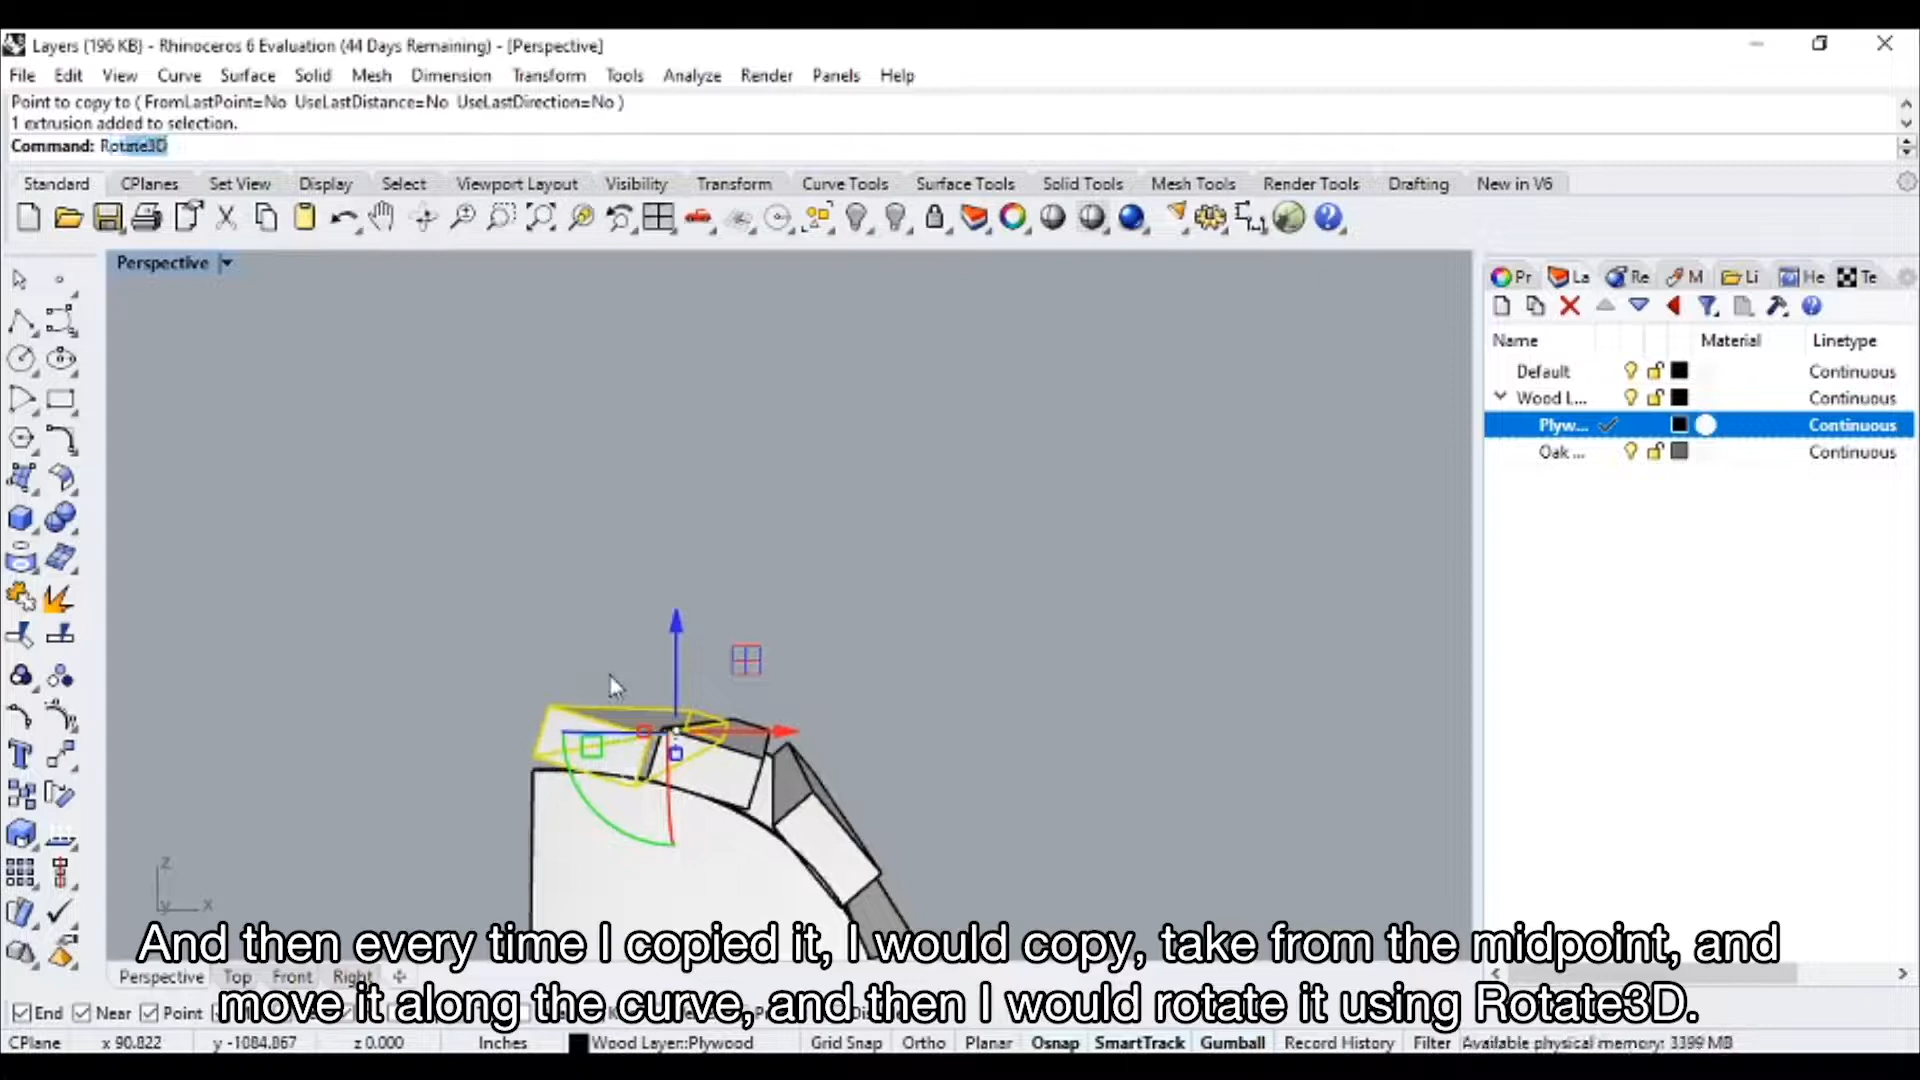 Layers (196 KB) - Rhinoceros 6 Evaluation (44 Days Remaining) - [Perspective]
File Edit View Curve Surface Solid Mesh Dimension Transform Tools Analyze Render Panels Help
Point to copy to ( FromLastPoint=No UseLastDistance=No UseLastDirection=No )
1 extrusion added to selection.
Command: Rotate3D
Standard CPlanes Set View Display Select Viewport Layout Visibility Transform Curve Tools Surface Tools Solid Tools Mesh Tools Render Tools Drafting New in V6
Perspective
Pr La Re M Li He Te
Name Material Linetype
Default Continuous
Wood L... Continuous
Plyw... Continuous
Oak ... Continuous
z
y x
And then every time I copied it, I would copy, take from the midpoint, and
move it along the curve, and then I would rotate it using Rotate3D.
Perspective Top Front Right
End Near Point
CPlane x 90.822 y -1084.867 z 0.000 Inches Wood Layer::Plywood Grid Snap Ortho Planar Osnap SmartTrack Gumball Record History Filter Available physical memory: 3399 MB